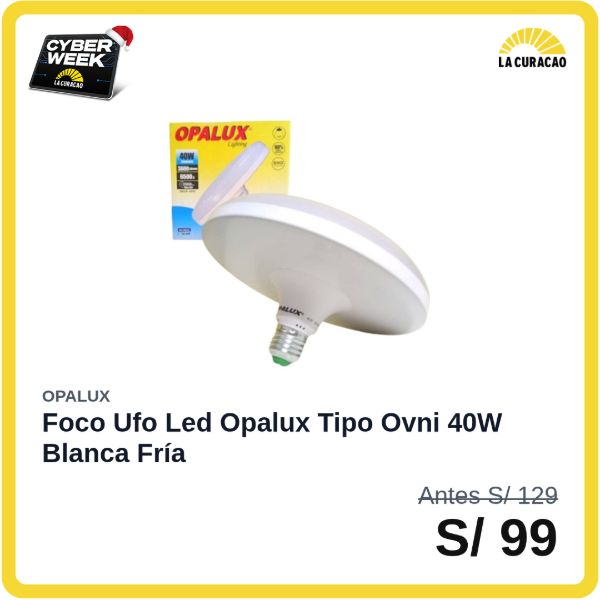 CYBER
WEEK
LA CURACAO
LA CURACAO
OPALUX
Lighting
40W
6500k
OPALUX
OPALUX
Foco Ufo Led Opalux Tipo Ovni 40W
Blanca Fría
Antes S/ 129
S/ 99